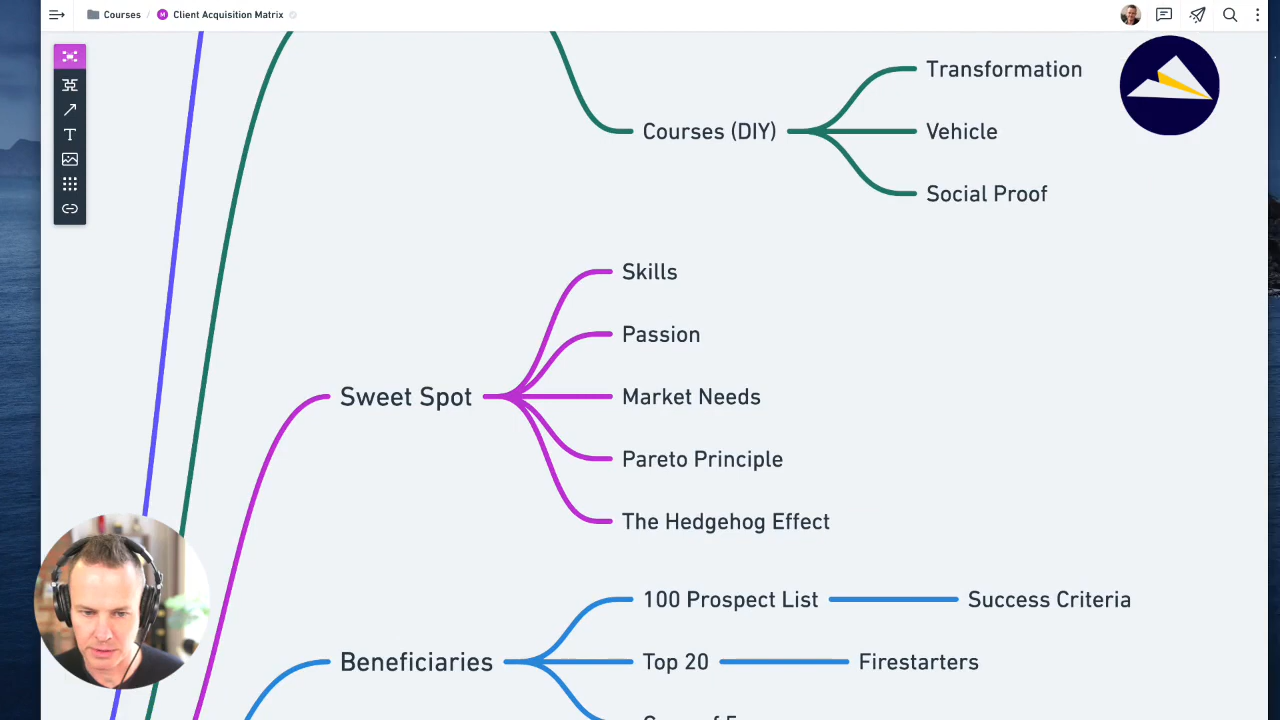 Courses / M Client Acquisition Matrix
T
Transformation
Courses (DIY)
Vehicle
Social Proof
Skills
Passion
Sweet Spot
Market Needs
Pareto Principle
The Hedgehog Effect
100 Prospect List
Success Criteria
Beneficiaries
Top 20
Firestarters